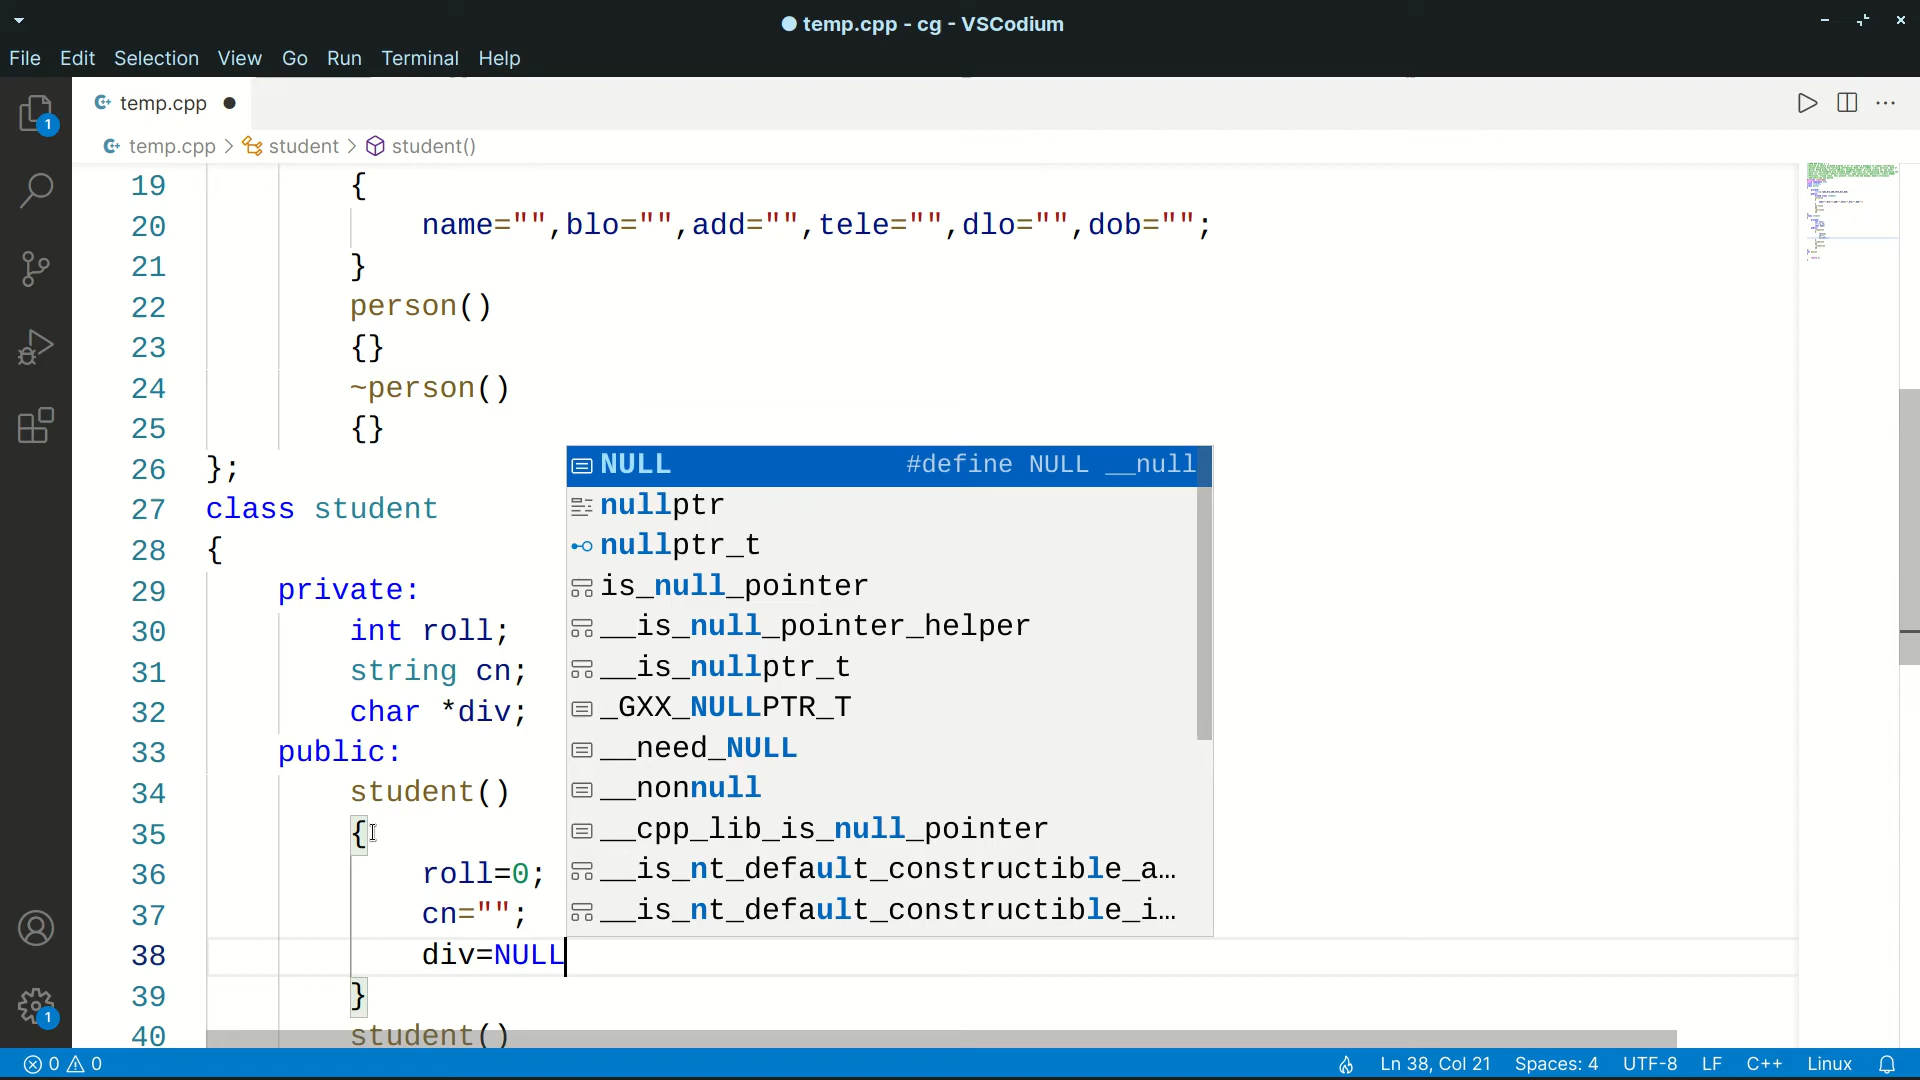 temp.cpp - cg - VSCodium
File Edit Selection View Go Run Terminal Help
1
temp.cpp
temp.cpp > student > student()
19 {
20 name="",blo="",add="",tele="",dlo="",dob="";
21 }
22 person()
23 {}
24 ~person()
25 {}
26 };
27 class student
28 {
29 private:
30 int roll;
31 string cn;
32 char *div;
33 public:
34 student()
35 {
36 roll=0;
37 cn="";
38 div=NULL
39 }
40 student()
NULL #define NULL __null
nullptr
nullptr_t
is_null_pointer
__is_null_pointer_helper
__is_nullptr_t
_GXX_NULLPTR_T
__need_NULL
__nonnull
__cpp_lib_is_null_pointer
__is_nt_default_constructible_a…
__is_nt_default_constructible_i…
1
0 0 Ln 38, Col 21 Spaces: 4 UTF-8 LF C++ Linux